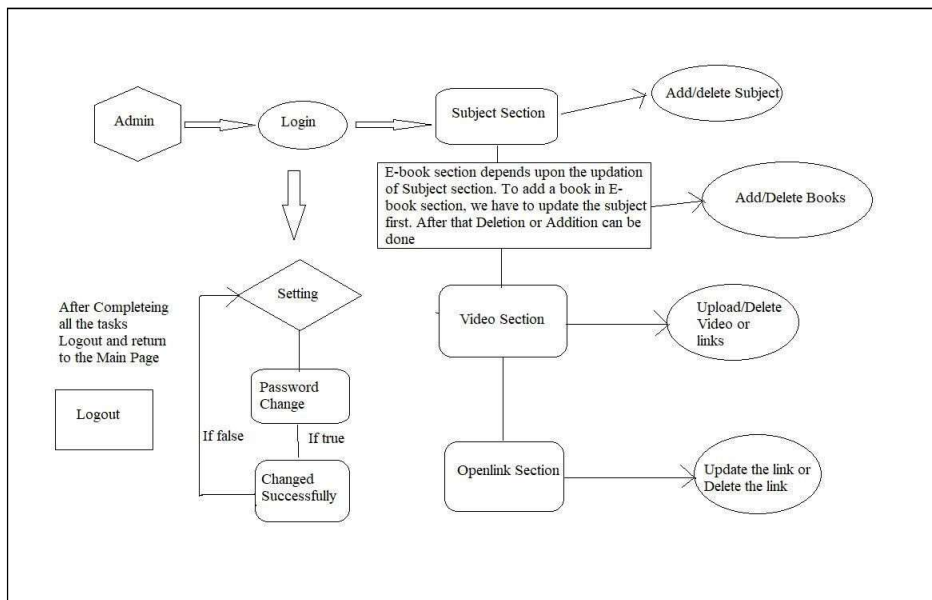 Admin
Login
Subject Section
Add/delete Subject
E-book section depends upon the updation
of Subject section. To add a book in E-
book section, we have to update the subject
first. After that Deletion or Addition can be
done
Add/Delete Books
Setting
After Completeing
all the tasks
Logout and return
to the Main Page
Video Section
Upload/Delete
Video or
links
Password
Change
Logout
If false
If true
Changed
Successfully
Openlink Section
Update the link or
Delete the link